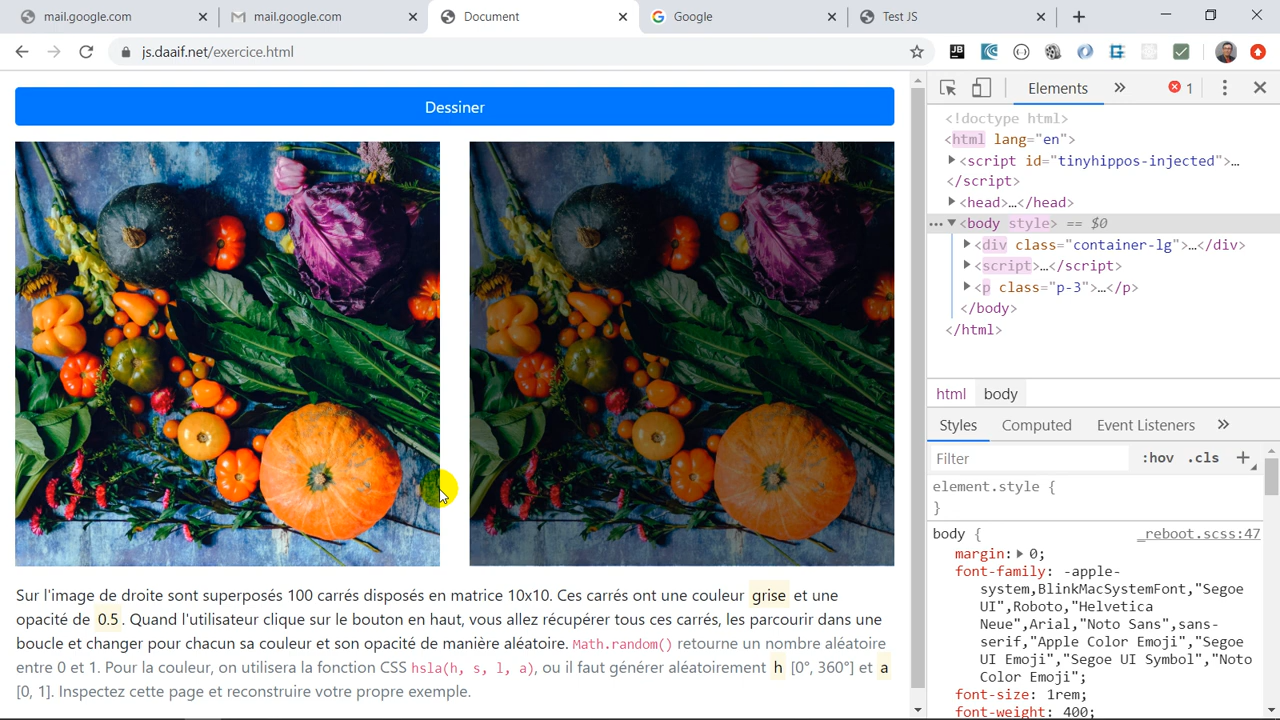 mail.google.com
mail.google.com
Document
Google
Test JS
js.daaif.net/exercice.html
JB
Dessiner
Sur l'image de droite sont superposés 100 carrés disposés en matrice 10x10. Ces carrés ont une couleur grise et une
opacité de 0.5. Quand l'utilisateur clique sur le bouton en haut, vous allez récupérer tous ces carrés, les parcourir dans une
boucle et changer pour chacun sa couleur et son opacité de manière aléatoire. Math.random() retourne un nombre aléatoire
entre 0 et 1. Pour la couleur, on utilisera la fonction CSS hsla(h, s, l, a), ou il faut générer aléatoirement h [0°, 360°] et a
[0, 1]. Inspectez cette page et reconstruire votre propre exemple.
Elements
1
<!doctype html>
<html lang="en">
<script id="tinyhippos-injected">…
</script>
<head>…</head>
<body style> == $0
<div class="container-lg">…</div>
<script>…</script>
<p class="p-3">…</p>
</body>
</html>
html body
Styles Computed Event Listeners
Filter :hov .cls
element.style {
}
body { _reboot.scss:47
margin: 0;
font-family: -apple-
system,BlinkMacSystemFont,"Segoe
UI",Roboto,"Helvetica
Neue",Arial,"Noto Sans",sans-
serif,"Apple Color Emoji","Segoe
UI Emoji","Segoe UI Symbol","Noto
Color Emoji";
font-size: 1rem;
font-weight: 400;